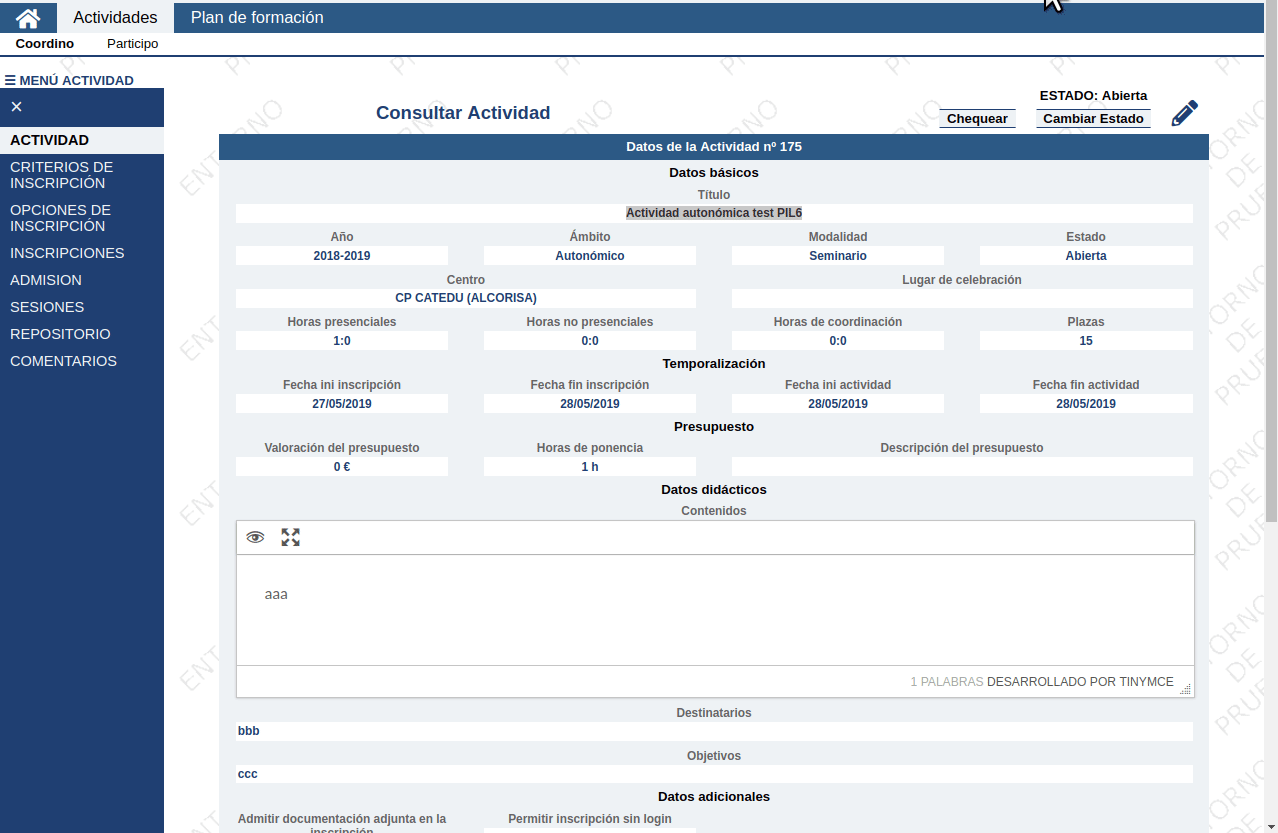 Actividades Plan de formación
Coordino Participo
MENÚ ACTIVIDAD
ACTIVIDAD
CRITERIOS DE
INSCRIPCIÓN
OPCIONES DE
INSCRIPCIÓN
INSCRIPCIONES
ADMISION
SESIONES
REPOSITORIO
COMENTARIOS
Consultar Actividad
ESTADO: Abierta
Chequear Cambiar Estado
Datos de la Actividad nº 175
Datos básicos
Título
Actividad autonómica test PIL6
Año Ámbito Modalidad Estado
2018-2019 Autonómico Seminario Abierta
Centro Lugar de celebración
CP CATEDU (ALCORISA)
Horas presenciales Horas no presenciales Horas de coordinación Plazas
1:0 0:0 0:0 15
Temporalización
Fecha ini inscripción Fecha fin inscripción Fecha ini actividad Fecha fin actividad
27/05/2019 28/05/2019 28/05/2019 28/05/2019
Presupuesto
Valoración del presupuesto Horas de ponencia Descripción del presupuesto
0 € 1 h
Datos didácticos
Contenidos
aaa
1 PALABRAS DESARROLLADO POR TINYMCE
Destinatarios
bbb
Objetivos
ccc
Datos adicionales
Admitir documentación adjunta en la Permitir inscripción sin login
inscripción